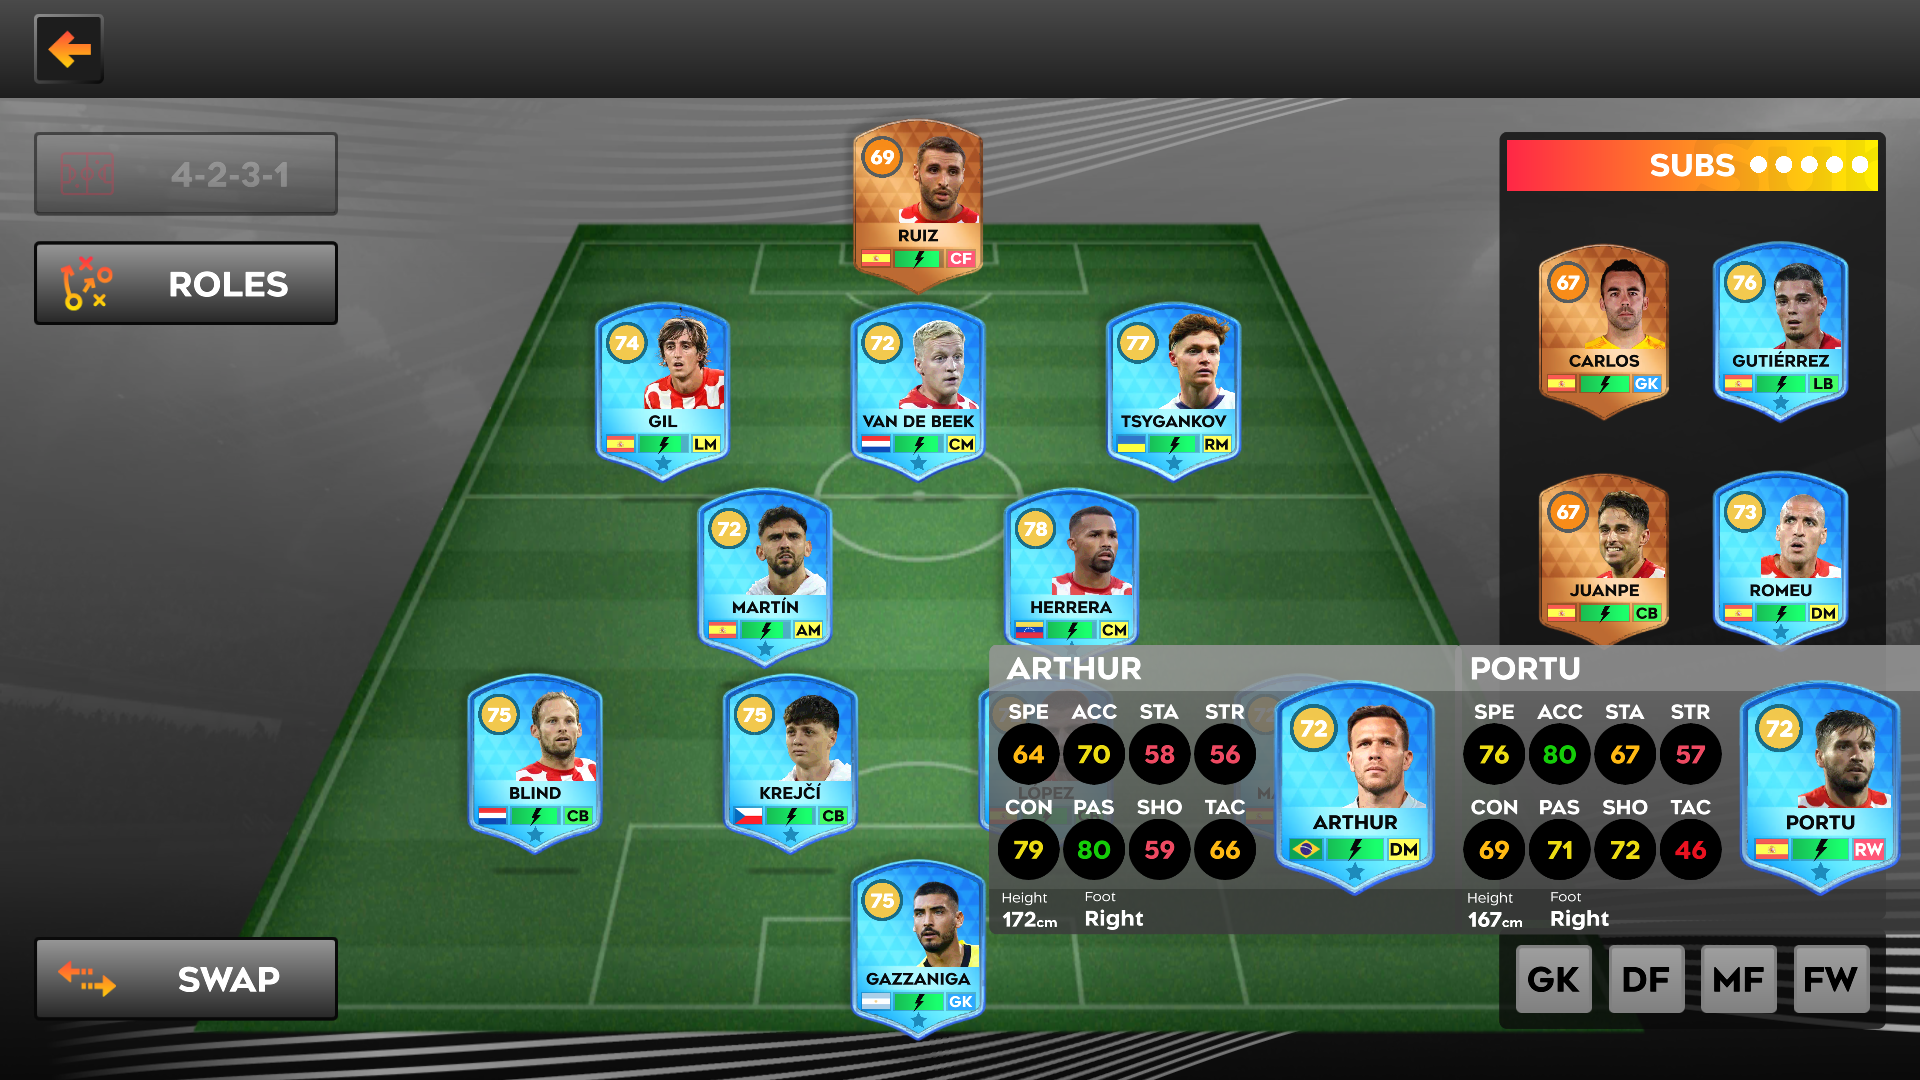 4-2-3-1
ROLES
69
RUIZ
CF
74
GIL
LM
72
VAN DE BEEK
CM
77
TSYGANKOV
RM
72
MARTÍN
AM
78
HERRERA
CM
75
BLIND
CB
75
KREJČÍ
CB
LÓPEZ
75
GAZZANIGA
GK
SUBS
67
CARLOS
GK
76
GUTIÉRREZ
LB
67
JUANPE
CB
73
ROMEU
DM
ARTHUR
SPE ACC STA STR
64 70 58 56
CON PAS SHO TAC
79 80 59 66
Height Foot
172cm Right
72
ARTHUR
DM
PORTU
SPE ACC STA STR
76 80 67 57
CON PAS SHO TAC
69 71 72 46
Height Foot
167cm Right
72
PORTU
RW
SWAP
GK DF MF FW